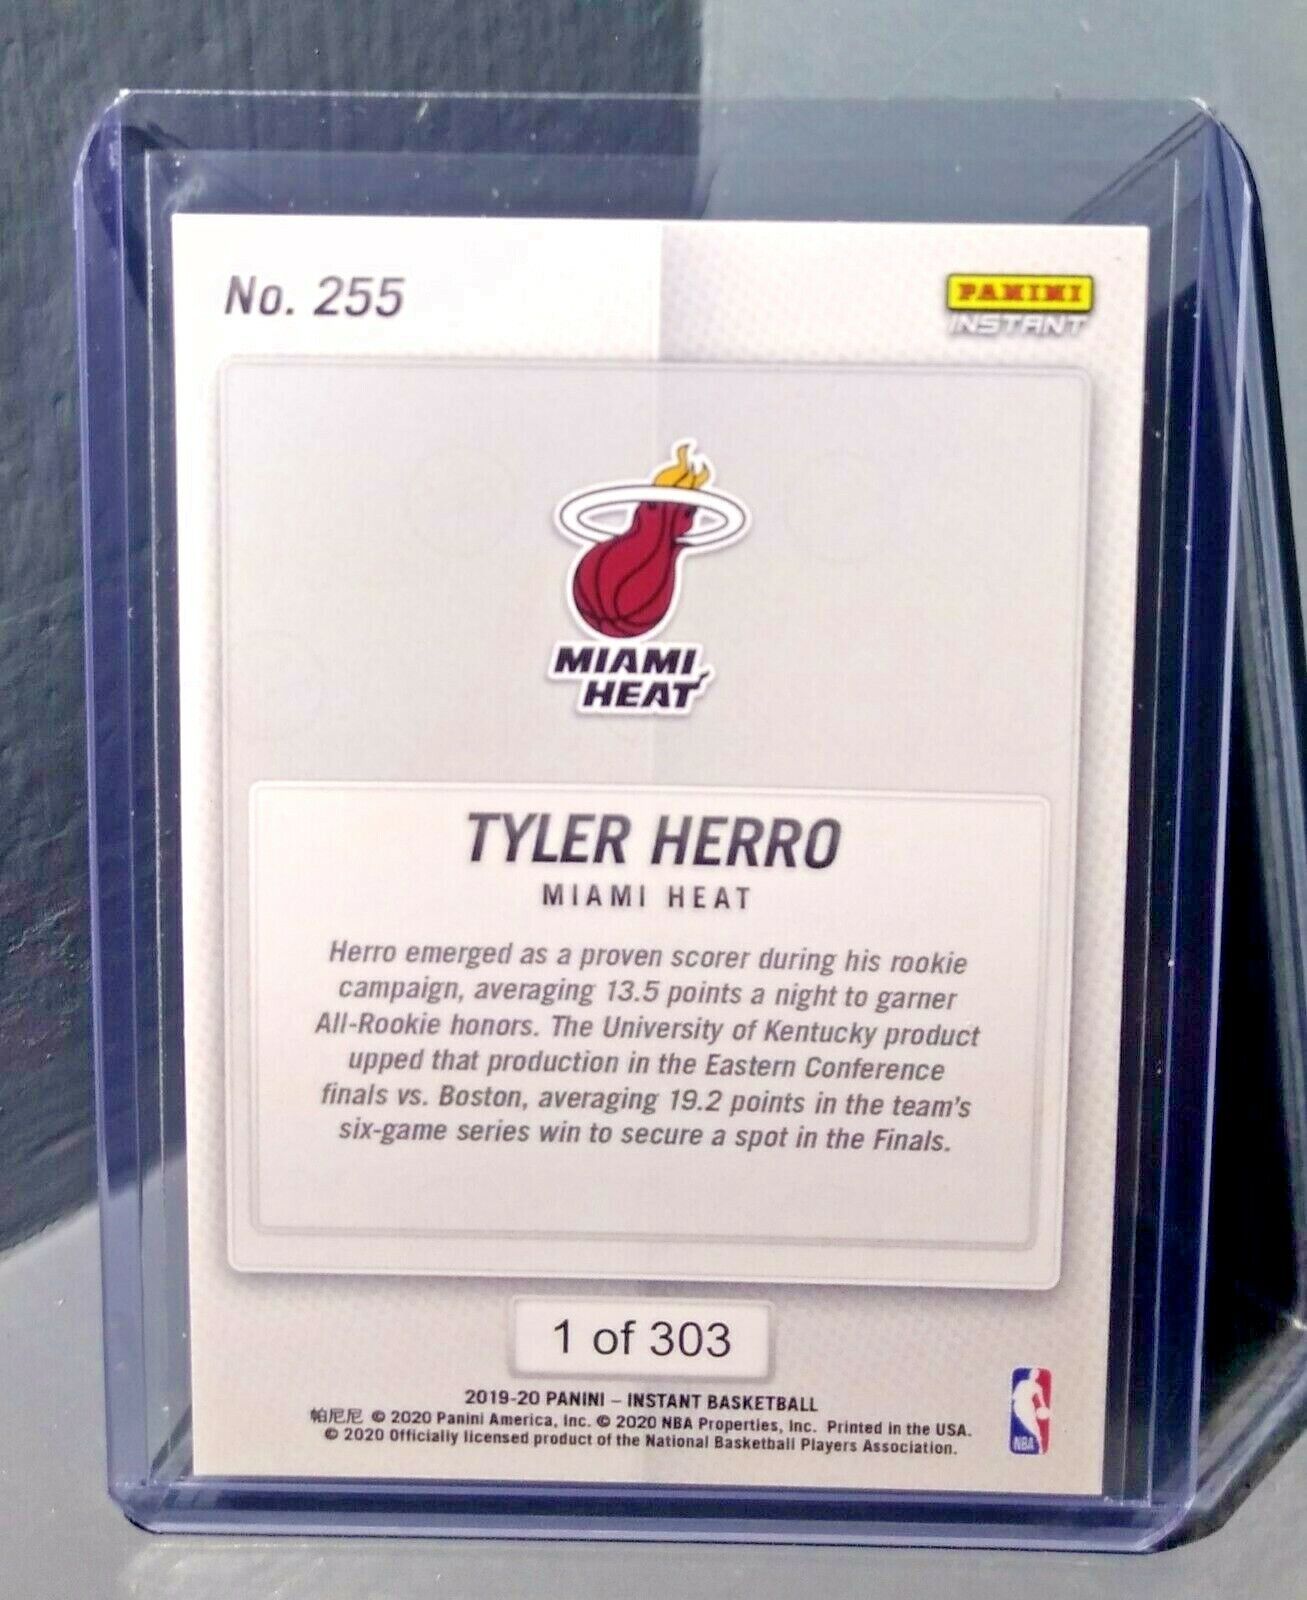 No. 255
PANINI
INSTANT
MIAMI
HEAT
TYLER HERRO
MIAMI HEAT
Herro emerged as a proven scorer during his rookie
campaign, averaging 13.5 points a night to garner
All-Rookie honors. The University of Kentucky product
upped that production in the Eastern Conference
finals vs. Boston, averaging 19.2 points in the team's
six-game series win to secure a spot in the Finals.
1 of 303
2019-20 PANINI – INSTANT BASKETBALL
帕尼尼 © 2020 Panini America, Inc. © 2020 NBA Properties, Inc. Printed in the USA.
© 2020 Officially licensed product of the National Basketball Players Association.
NBA